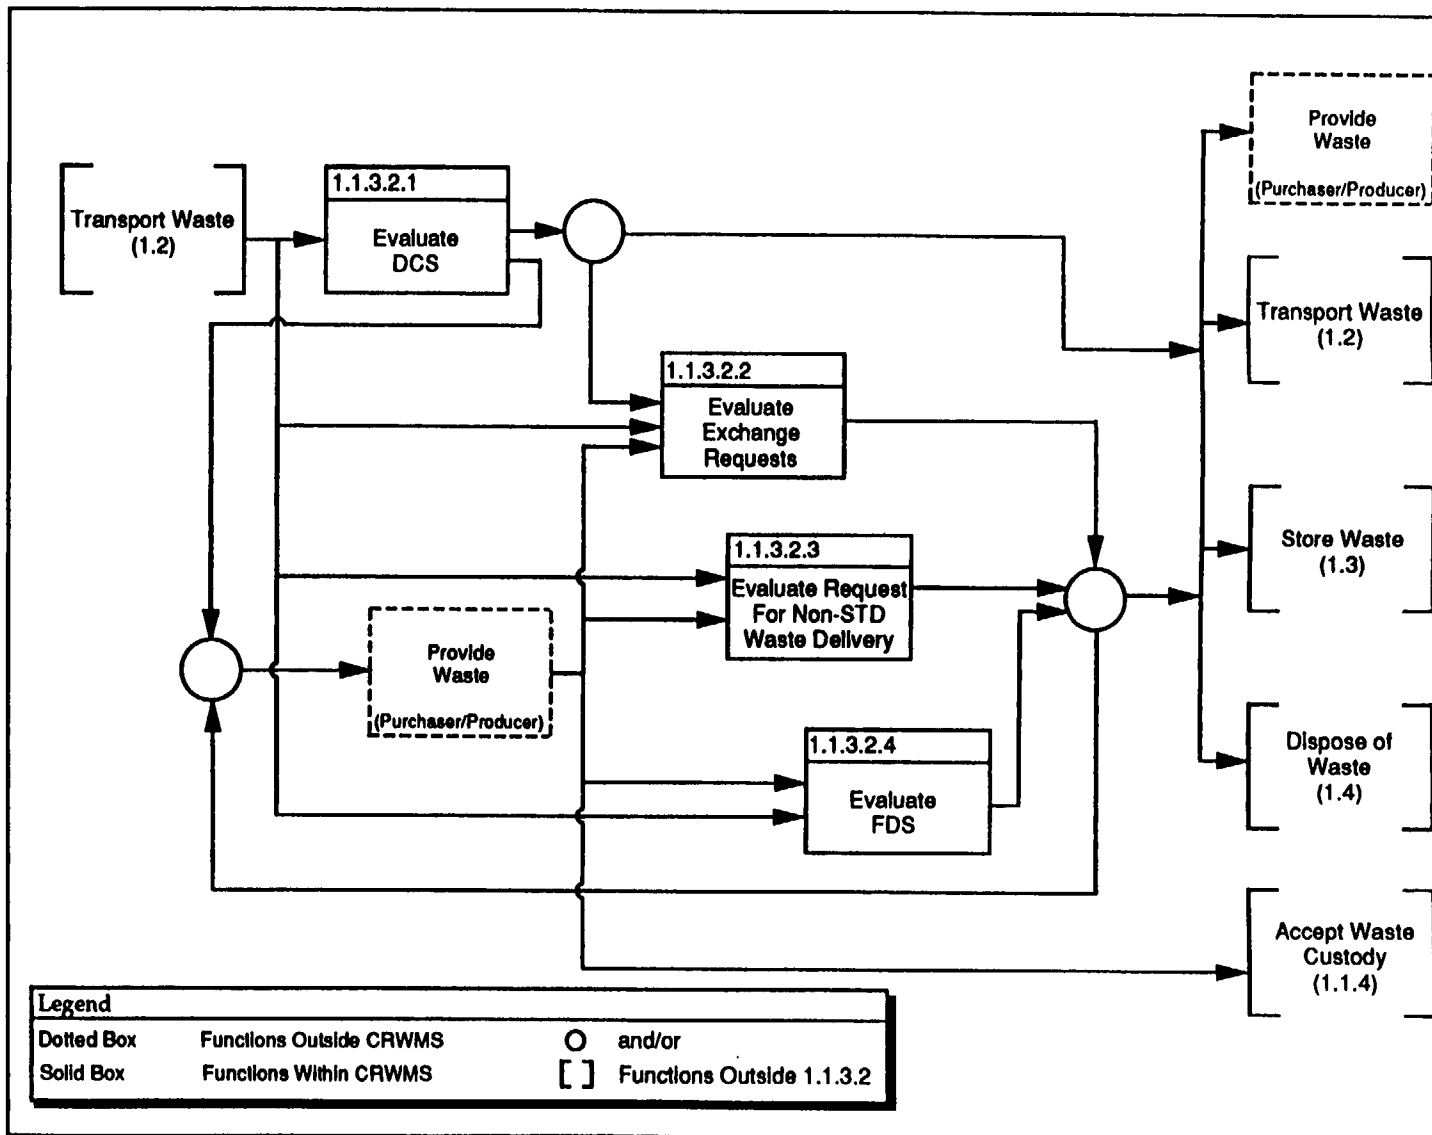 Provide
Waste
(Purchaser/Producer)
Transport Waste
(1.2)
1.1.3.2.1
Evaluate
DCS
Transport Waste
(1.2)
1.1.3.2.2
Evaluate
Exchange
Requests
1.1.3.2.3
Evaluate Request
For Non-STD
Waste Delivery
Store Waste
(1.3)
Provide
Waste
(Purchaser/Producer)
1.1.3.2.4
Evaluate
FDS
Dispose of
Waste
(1.4)
Accept Waste
Custody
(1.1.4)
Legend
Dotted Box Functions Outside CRWMS and/or
Solid Box Functions Within CRWMS [ ] Functions Outside 1.1.3.2